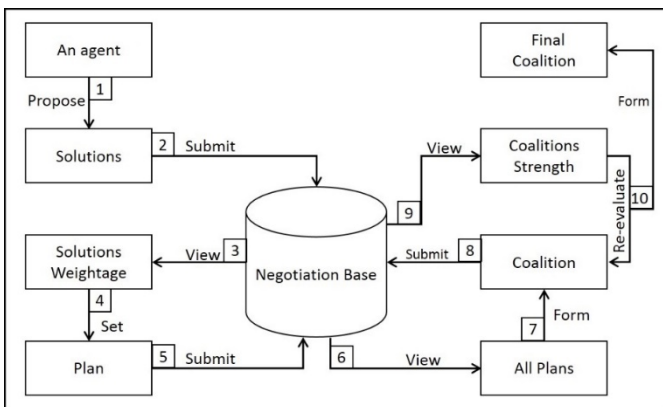 An agent
Final
Coalition
1
Propose
Form
Solutions
2
Submit
View
Coalitions
Strength
9
10
Re-evaluate
Solutions
Weightage
View
3
Negotiation Base
Submit
8
Coalition
4
Set
7
Form
Plan
5
Submit
6
View
All Plans